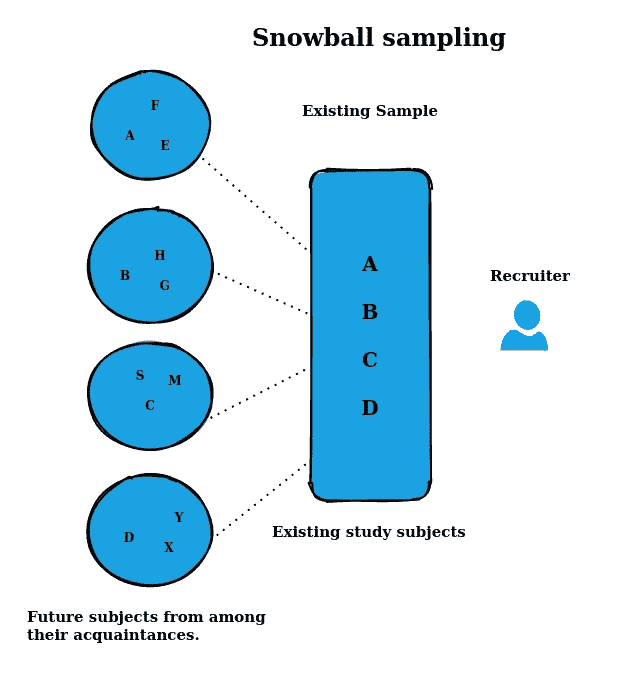 Snowball sampling
Existing Sample
F
A
E
H
B
G
S
M
C
Y
D
X
A
B
C
D
Recruiter
Existing study subjects
Future subjects from among
their acquaintances.